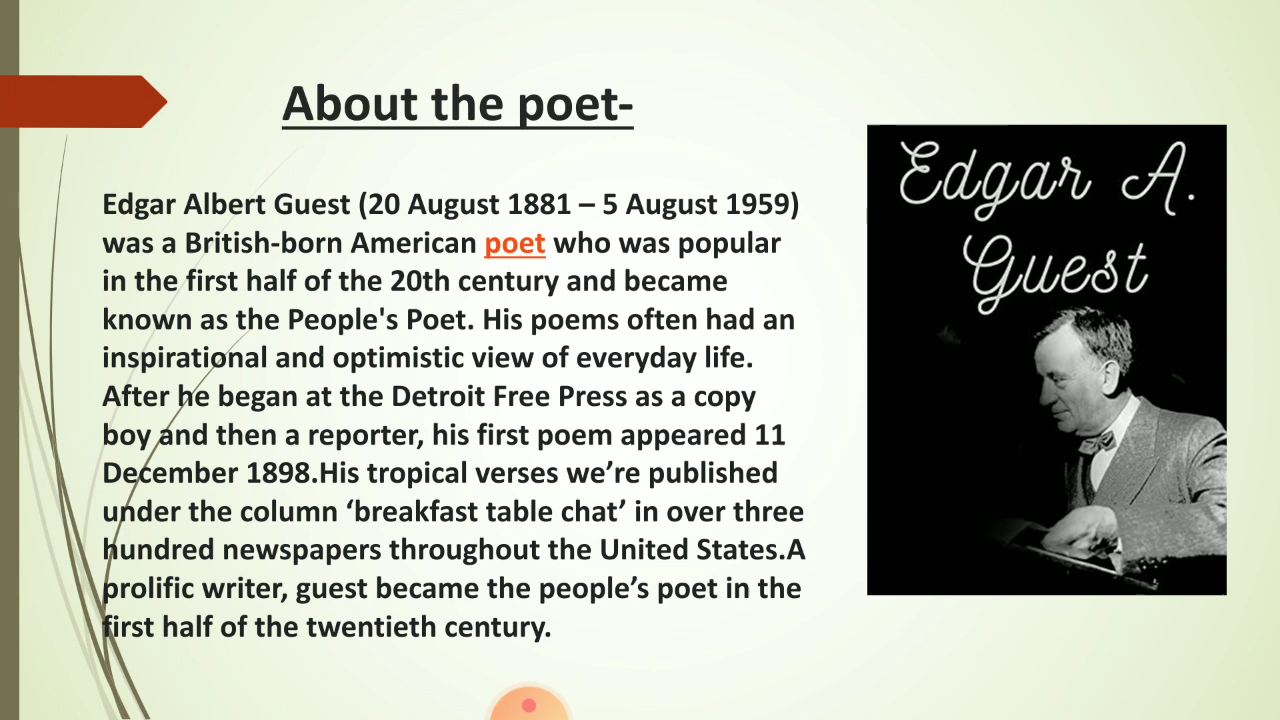 About the poet-
Edgar Albert Guest (20 August 1881 – 5 August 1959)
was a British-born American poet who was popular
in the first half of the 20th century and became
known as the People's Poet. His poems often had an
inspirational and optimistic view of everyday life.
After he began at the Detroit Free Press as a copy
boy and then a reporter, his first poem appeared 11
December 1898.His tropical verses we’re published
under the column ‘breakfast table chat’ in over three
hundred newspapers throughout the United States.A
prolific writer, guest became the people’s poet in the
first half of the twentieth century.
Edgar A.
Guest